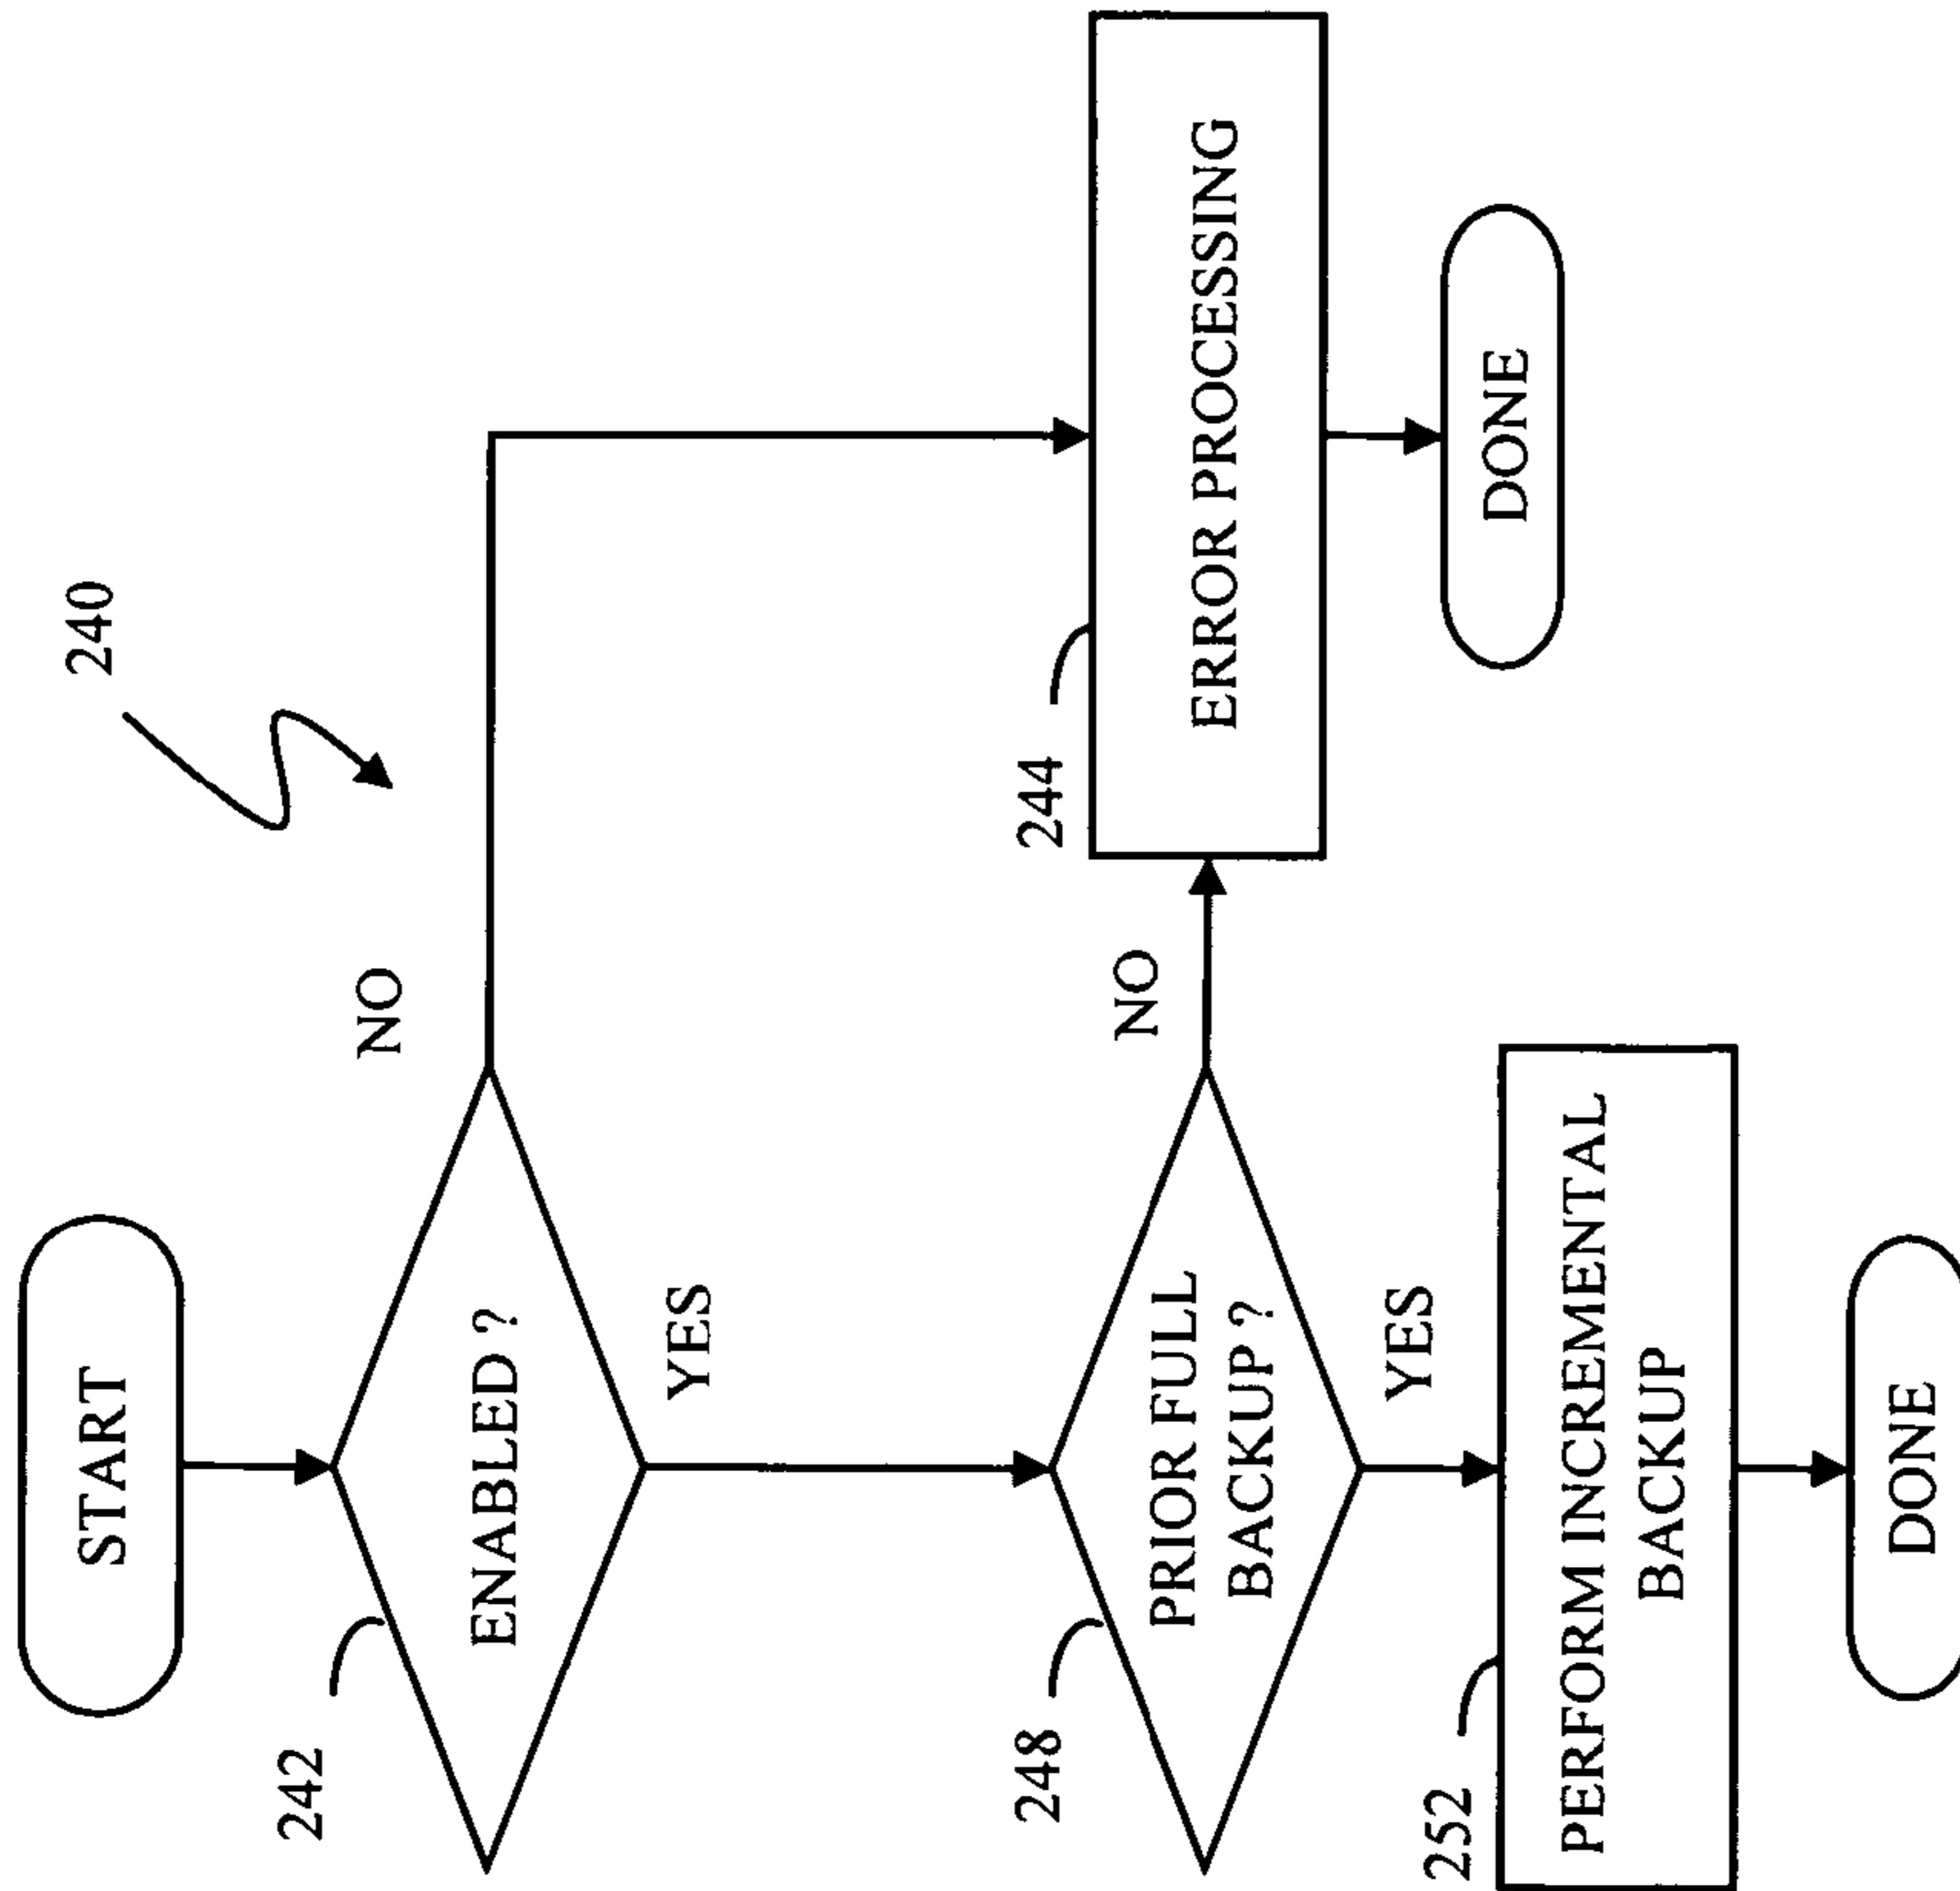 240
START
242
ENABLED ?
NO
YES
248
PRIOR FULL
BACKUP ?
NO
244
ERROR PROCESSING
DONE
YES
252
PERFORM INCREMENTAL
BACKUP
DONE